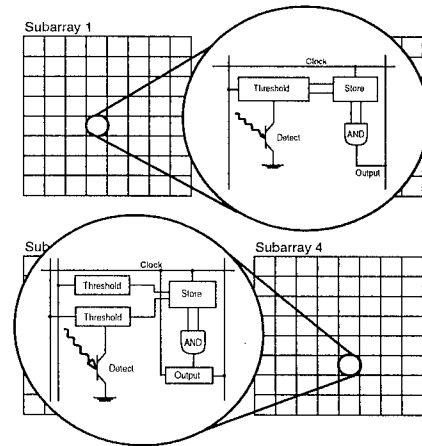 Subarray 1
Clock
Threshold
Store
AND
Detect
Output
Sub
Subarray 4
Clock
Threshold
Store
Threshold
AND
Detect
Output